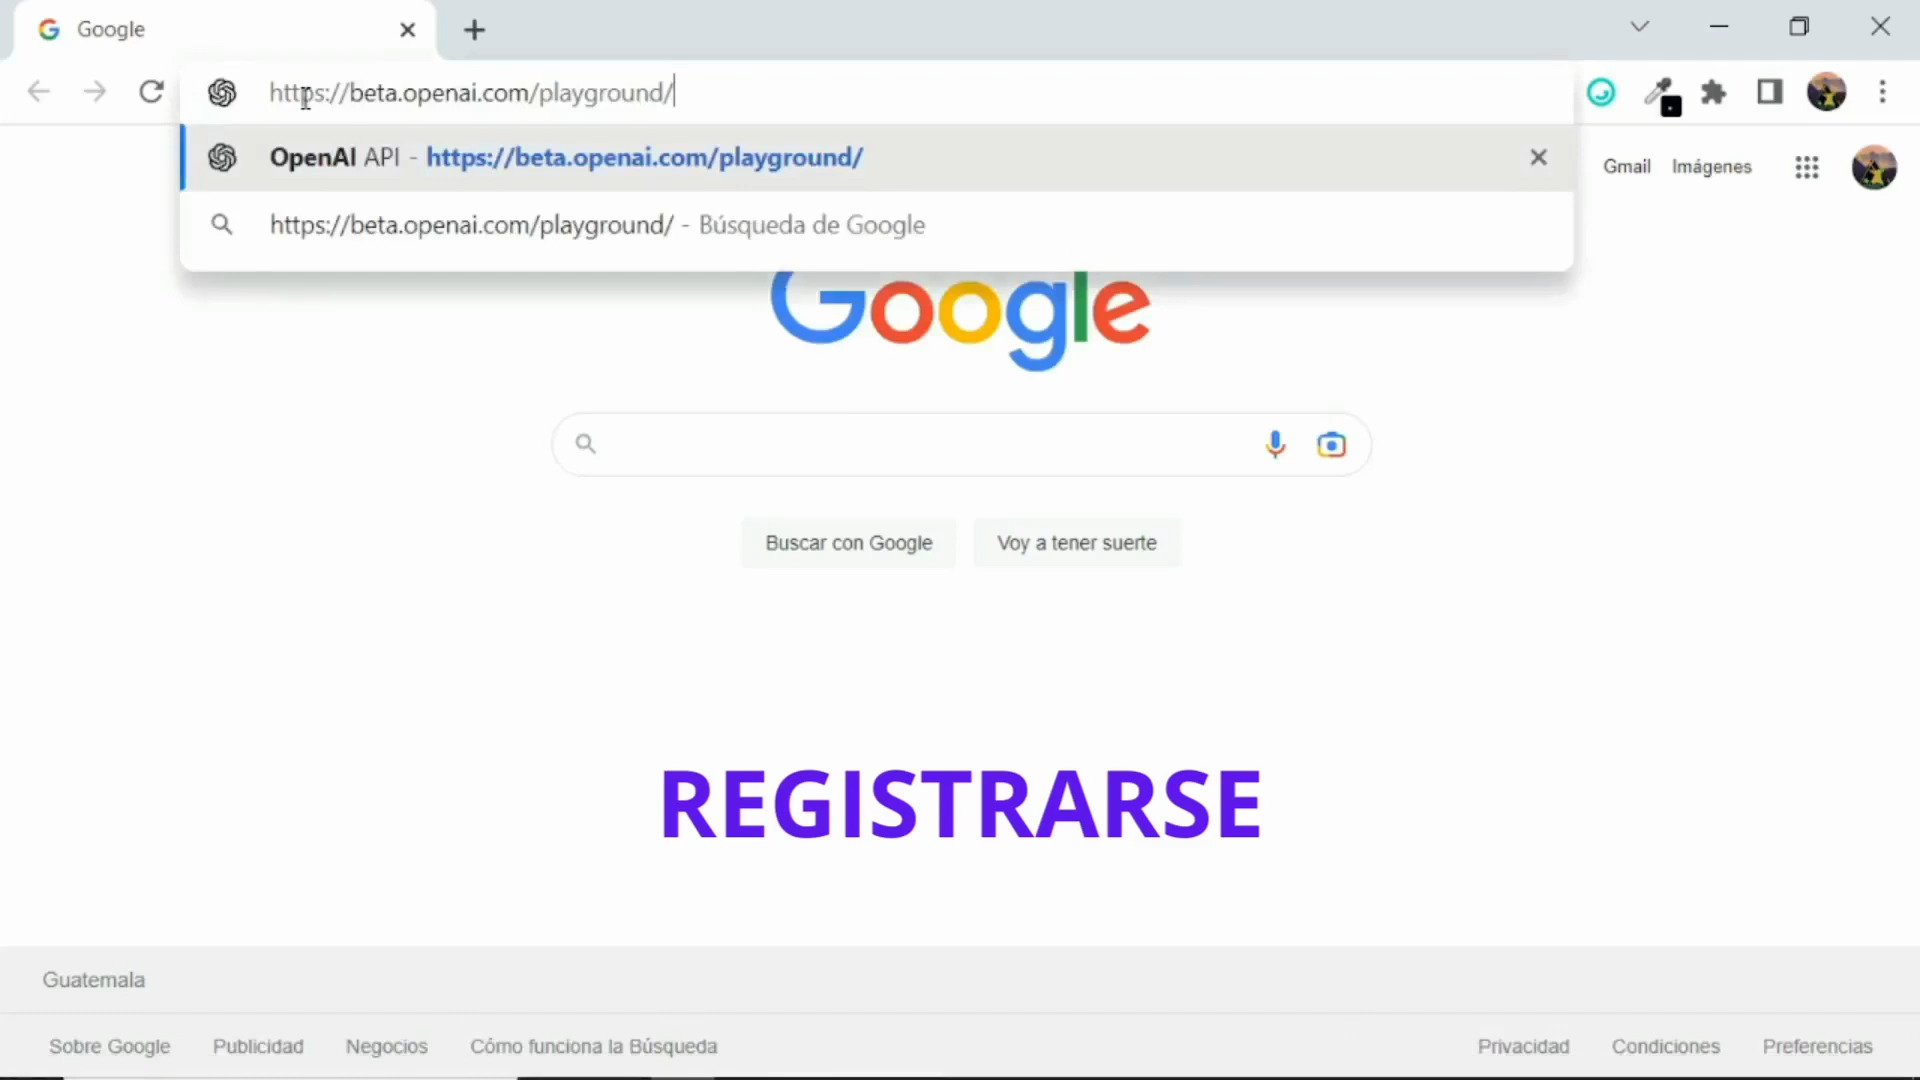 Google
https://beta.openai.com/playground/
OpenAI API - https://beta.openai.com/playground/
https://beta.openai.com/playground/ - Búsqueda de Google
Gmail Imágenes
Google
Buscar con Google Voy a tener suerte
REGISTRARSE
Guatemala
Sobre Google Publicidad Negocios Cómo funciona la Búsqueda Privacidad Condiciones Preferencias